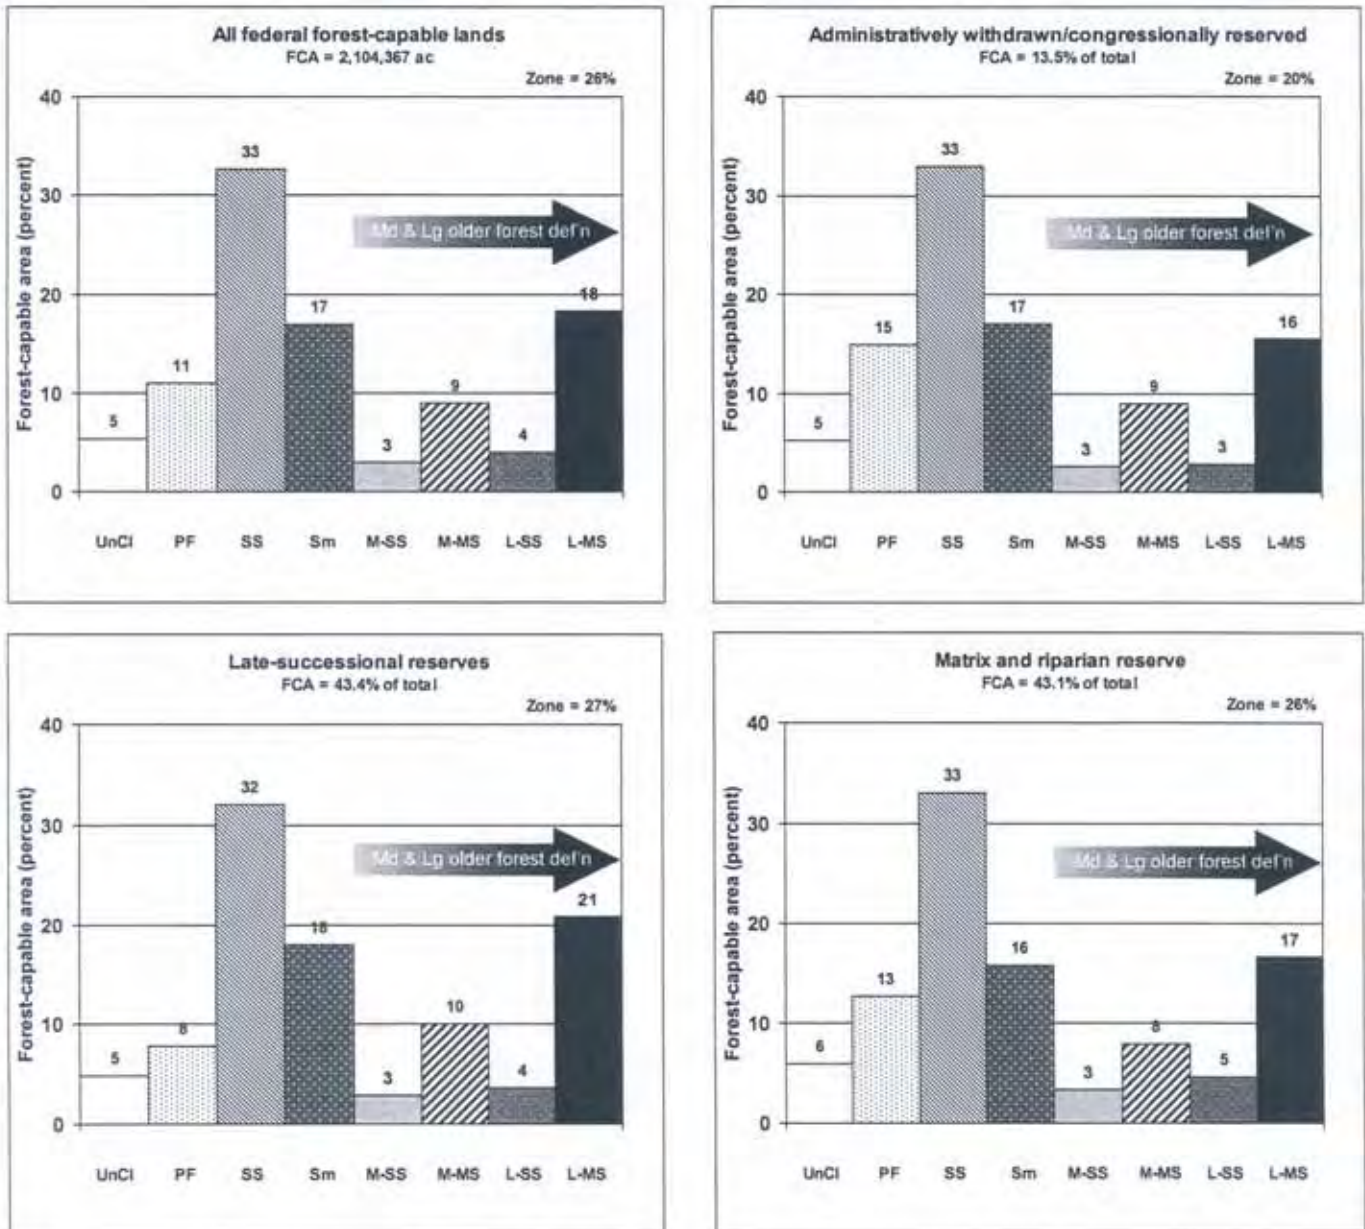 All federal forest-capable lands
FCA = 2,104,367 ac
Zone = 26%
Forest-capable area (percent)
40
30
20
10
0
5
11
33
17
3
9
4
18
Md & Lg older forest def'n
UnCl PF SS Sm M-SS M-MS L-SS L-MS
Administratively withdrawn/congressionally reserved
FCA = 13.5% of total
Zone = 20%
Forest-capable area (percent)
40
30
20
10
0
5
15
33
17
3
9
3
16
Md & Lg older forest def'n
UnCl PF SS Sm M-SS M-MS L-SS L-MS
Late-successional reserves
FCA = 43.4% of total
Zone = 27%
Forest-capable area (percent)
40
30
20
10
0
5
8
32
18
3
10
4
21
Md & Lg older forest def'n
UnCl PF SS Sm M-SS M-MS L-SS L-MS
Matrix and riparian reserve
FCA = 43.1% of total
Zone = 26%
Forest-capable area (percent)
40
30
20
10
0
6
13
33
16
3
8
5
17
Md & Lg older forest def'n
UnCl PF SS Sm M-SS M-MS L-SS L-MS